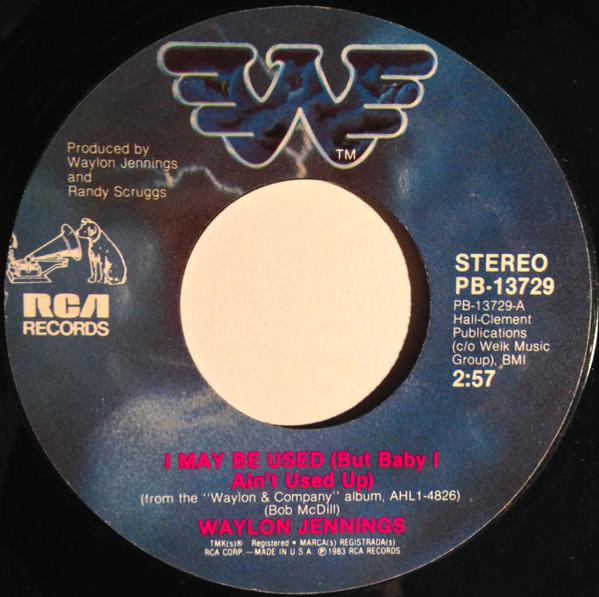 W
TM
Produced by
Waylon Jennings
and
Randy Scruggs
RCA
RECORDS
STEREO
PB-13729
PB-13729-A
Hall-Clement
Publications
(c/o Welk Music
Group), BMI
2:57
I MAY BE USED (But Baby I
Ain't Used Up)
(from the "Waylon & Company" album, AHL1-4826)
(Bob McDill)
WAYLON JENNINGS
TMK(s)® Registered • MARCA(s) REGISTRADA(s)
RCA CORP.—MADE IN U.S.A. ℗1983 RCA RECORDS